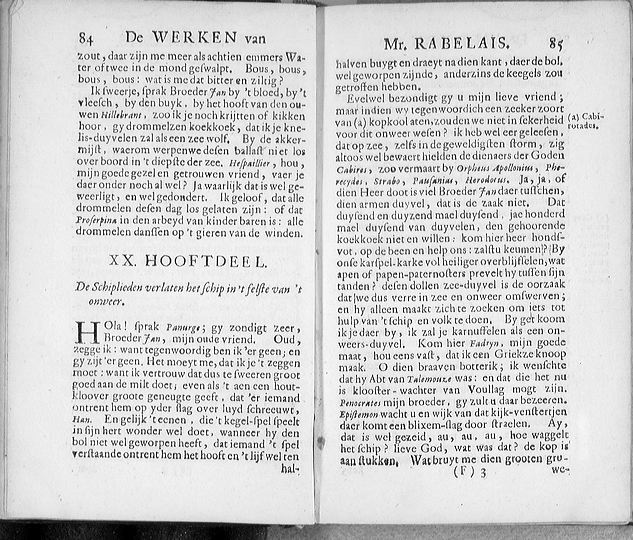 84 De WERKEN van
zout, daar zijn me meer als achtien emmers Wa-
ter of twee in de mond geswalpt. Bous, bous,
bous, bous: wat is me dat bitter en ziltig?
Ik sweerje, sprak Broeder Jan by 't bloed, by 't
vleesch, by den buyk, by het hooft van den ou-
wen Hillebrant, zoo ik je noch krijtten of kikken
hoor, gy drommelzen koekkoek, dat ik je kne-
lis-duyvelen zal als een zee wolf, By de akker-
mijst, waerom werpen we desen ballast niet los
over boord in 't diepste der zee. Hespaillier, hou,
mijn goede gezel en getrouwen vriend, vaer je
daer onder noch al wel? Ja waarlijk dat is wel ge-
weerligt, en wel gedondert. Ik geloof, dat alle
drommelen desen dag los gelaten zijn: of dat
Proserpina in den arbeyd van kinder baren is: alle
drommelen danssen op 't gieren van de winden.
XX. HOOFTDEEL.
De Schiplieden verlaten het schip in 't felste van 't
onweer.
HOla! sprak Panurge; gy zondigt zeer,
Broeder Jan, mijn oude vriend. Oud,
zegge ik: want tegenwoordig ben ik 'er geen; en
gy zijt 'er geen. Het moeyt me, dat ik je 't zeggen
moet: want ik vertrouw dat dus te sweeren groot
goed aan de milt doet; even als 't aen een hout-
kloover groote geneugte geeft, dat 'er iemand
ontrent hem op yder slag over luyd schreeuwt,
Han. En gelijk 't eenen, die 't kegel-spel speelt
in sijn hert wonder wel doet, wanneer hy den
bol niet wel geworpen heeft, dat iemand 't spel
verstaande ontrent hem het hooft en 't lijf wel ten
hal-
Mr. RABELAIS. 85
halven buygt en draeyt na dien kant, daer de bol,
wel geworpen zijnde, anderzins de keegels zou
getroffen hebben.
Evelwel bezondigt gy u mijn lieve vriend;
maar indien wy tegenwoordich een zeeker zoort
van (a) kopkool aten, zouden we niet in sekerheid
voor dit onweer wesen? ik heb wel eer geleesen,
dat op zee, zelfs in de geweldigsten storm, zig
altoos wel bewaert hielden de dienaers der Goden
Cabires, zoo vermaart by Orpheus Apollonius, Phe-
recydes, Strabo, Pausanius, Herodotus. Ja, ja, of
dien Heer doot is viel Broeder Jan daer tusschen,
dien armen duyvel, dat is de zaak niet. Dat
duysend en duyzend mael duysend, jae honderd
mael duysend van duyvelen, den gehoorende
koekkoek niet en willen: kom hier heer hondf-
vot, op de been en help ons: zalstu keumen? By
onse karspel-karke vol heiliger overblijfselen, wat
apen of papen-paternosters prevelt hy tussen sijn
tanden? desen dollen zee-duyvel is de oorzaak
dat we dus verre in zee en onweer omswerven;
en hy alleen maakt zich te zoeken om iets tot
hulp van 't schip en volk te doen. By get koom
ik je daer by, ik zal je karnuffelen als een on-
weers-duyvel. Kom hier Fadryn, mijn goede
maat, hou eens vast, dat ik een Griekze knoop
maak. O dien braaven botterik; ik wenschte
dat hy Abt van Talemouze was: en dat die het nu
is klooster-wachter van Voullag mogt zijn.
Penocrates mijn broeder, gy zult u daar bezeeren.
Epistemon wacht u en wijk van dat kijk-venstertjen
daer komt een blixem-slag door straelen. Ay,
dat is wel gezeid, au, au, au, hoe waggelt
het schip? lieve God, wat was dat? de kop is
aan stukken, Wat bruyt me dien grooten gru-
(F) 3 we-
(a) Cabi-
rotades.